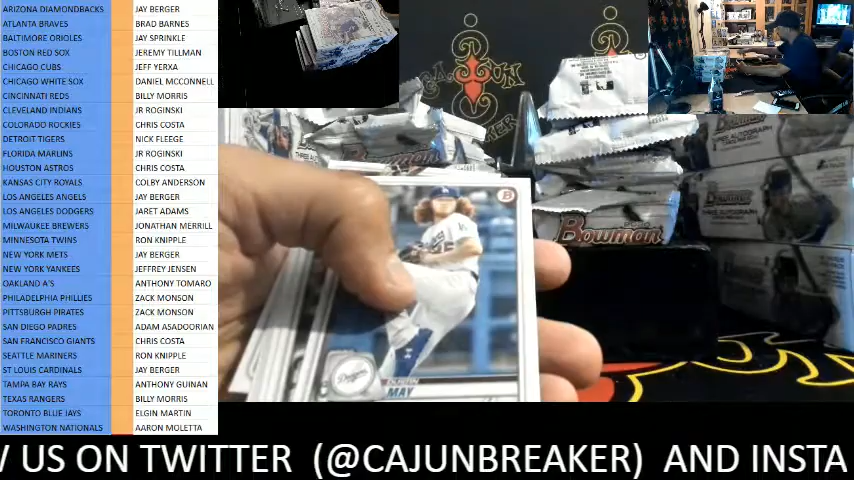 ARIZONA DIAMONDBACKS JAY BERGER
ATLANTA BRAVES BRAD BARNES
BALTIMORE ORIOLES JAY SPRINKLE
BOSTON RED SOX JEREMY TILLMAN
CHICAGO CUBS JEFF YERXA
CHICAGO WHITE SOX DANIEL MCCONNELL
CINCINNATI REDS BILLY MORRIS
CLEVELAND INDIANS JR ROGINSKI
COLORADO ROCKIES CHRIS COSTA
DETROIT TIGERS NICK FLEEGE
FLORIDA MARLINS JR ROGINSKI
HOUSTON ASTROS CHRIS COSTA
KANSAS CITY ROYALS COLBY ANDERSON
LOS ANGELES ANGELS JAY BERGER
LOS ANGELES DODGERS JARET ADAMS
MILWAUKEE BREWERS JONATHAN MERRILL
MINNESOTA TWINS RON KNIPPLE
NEW YORK METS JAY BERGER
NEW YORK YANKEES JEFFREY JENSEN
OAKLAND A'S ANTHONY TOMARO
PHILADELPHIA PHILLIES ZACK MONSON
PITTSBURGH PIRATES ZACK MONSON
SAN DIEGO PADRES ADAM ASADOORIAN
SAN FRANCISCO GIANTS CHRIS COSTA
SEATTLE MARINERS RON KNIPPLE
ST LOUIS CARDINALS JAY BERGER
TAMPA BAY RAYS ANTHONY GUINAN
TEXAS RANGERS BILLY MORRIS
TORONTO BLUE JAYS ELGIN MARTIN
WASHINGTON NATIONALS AARON MOLETTA
Bowman
Bowman
THREE AUTOGRAPH
Dodgers
DUSTIN
MAY
W US ON TWITTER (@CAJUNBREAKER) AND INSTA